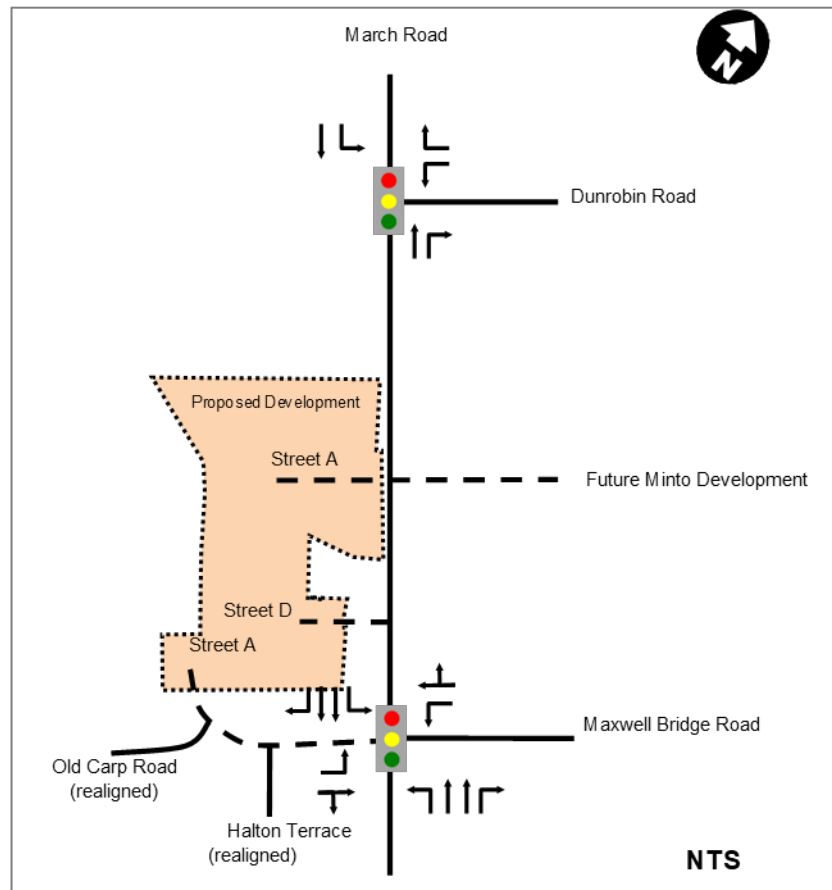 March Road
N
Dunrobin Road
Proposed Development
Street A
Future Minto Development
Street D
Street A
Maxwell Bridge Road
Old Carp Road
(realigned)
Halton Terrace
(realigned)
NTS